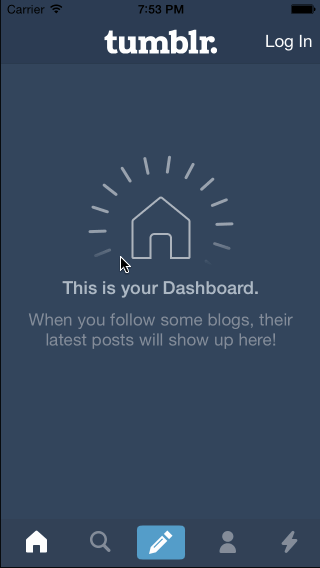 Carrier 7:53 PM
tumblr. Log In
This is your Dashboard.
When you follow some blogs, their
latest posts will show up here!